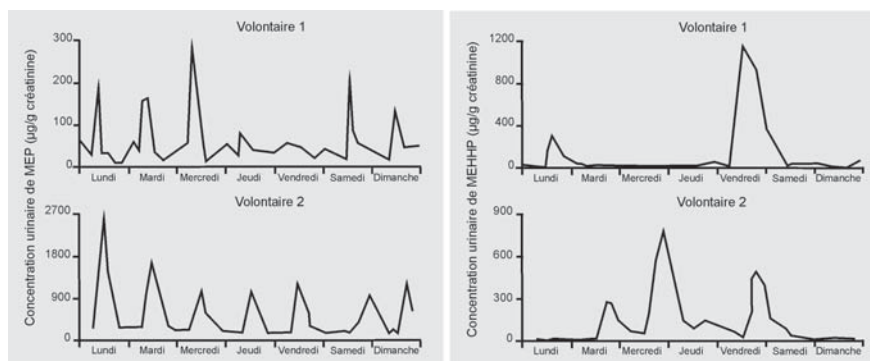 Volontaire 1
Concentration urinaire de MEP (µg/g créatinine)
300
200
100
0
Lundi Mardi Mercredi Jeudi Vendredi Samedi Dimanche
Volontaire 2
2700
1800
900
0
Lundi Mardi Mercredi Jeudi Vendredi Samedi Dimanche
Volontaire 1
Concentration urinaire de MEHHP (µg/g créatinine)
1200
800
400
0
Lundi Mardi Mercredi Jeudi Vendredi Samedi Dimanche
Volontaire 2
900
600
300
0
Lundi Mardi Mercredi Jeudi Vendredi Samedi Dimanche